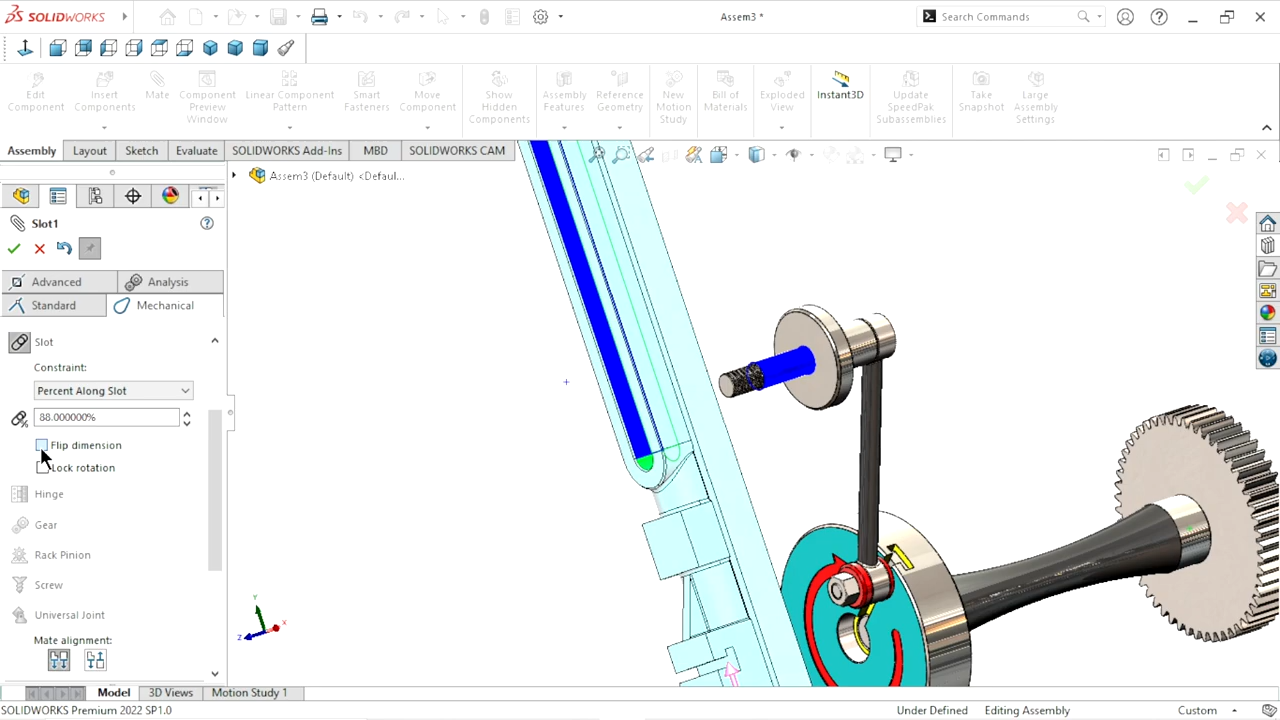 SOLIDWORKS
Assem3 *
Search Commands
Edit Component
Insert Components
Mate
Component Preview Window
Linear Component Pattern
Smart Fasteners
Move Component
Show Hidden Components
Assembly Features
Reference Geometry
New Motion Study
Bill of Materials
Exploded View
Instant3D
Update SpeedPak Subassemblies
Take Snapshot
Large Assembly Settings
Assembly
Layout
Sketch
Evaluate
SOLIDWORKS Add-Ins
MBD
SOLIDWORKS CAM
Assem3 (Default) <Defaul...
Slot1
Advanced
Analysis
Standard
Mechanical
Slot
Constraint:
Percent Along Slot
88.000000%
Flip dimension
Lock rotation
Hinge
Gear
Rack Pinion
Screw
Universal Joint
Mate alignment:
Y
Z
X
Model
3D Views
Motion Study 1
SOLIDWORKS Premium 2022 SP1.0
Under Defined
Editing Assembly
Custom